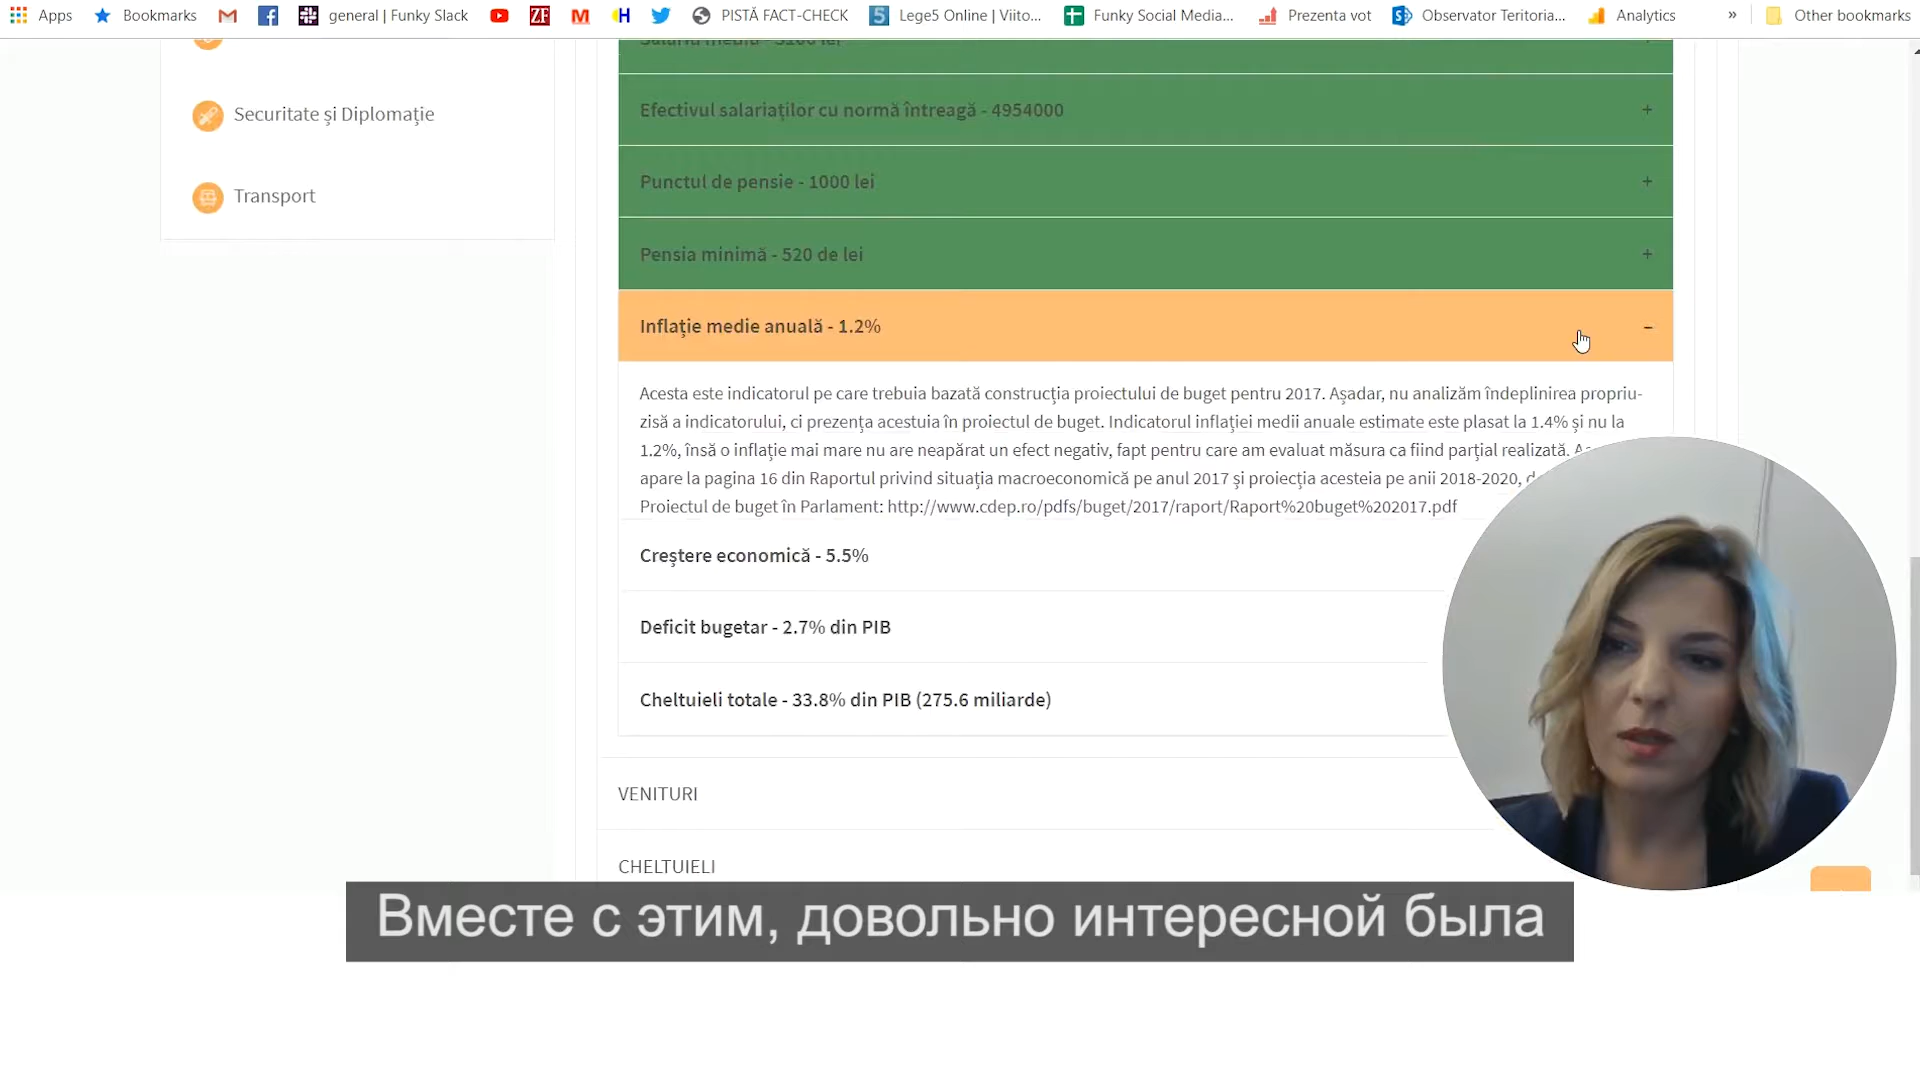 Apps Bookmarks general | Funky Slack PISTĂ FACT-CHECK Lege5 Online | Viito... Funky Social Media... Prezenta vot Observator Teritoria... Analytics » Other bookmarks
Salariu mediu - 3100 lei
Securitate și Diplomație
Efectivul salariaților cu normă întreagă - 4954000 +
Punctul de pensie - 1000 lei +
Transport
Pensia minimă - 520 de lei +
Inflație medie anuală - 1.2% −
Acesta este indicatorul pe care trebuia bazată construcția proiectului de buget pentru 2017. Așadar, nu analizăm îndeplinirea propriu-
zisă a indicatorului, ci prezența acestuia în proiectul de buget. Indicatorul inflației medii anuale estimate este plasat la 1.4% și nu la
1.2%, însă o inflație mai mare nu are neapărat un efect negativ, fapt pentru care am evaluat măsura ca fiind parțial realizată.
apare la pagina 16 din Raportul privind situația macroeconomică pe anul 2017 și proiecția acesteia pe anii 2018-2020,
Proiectul de buget în Parlament: http://www.cdep.ro/pdfs/buget/2017/raport/Raport%20buget%202017.pdf
Creștere economică - 5.5%
Deficit bugetar - 2.7% din PIB
Cheltuieli totale - 33.8% din PIB (275.6 miliarde)
VENITURI
CHELTUIELI
Вместе с этим, довольно интересной была